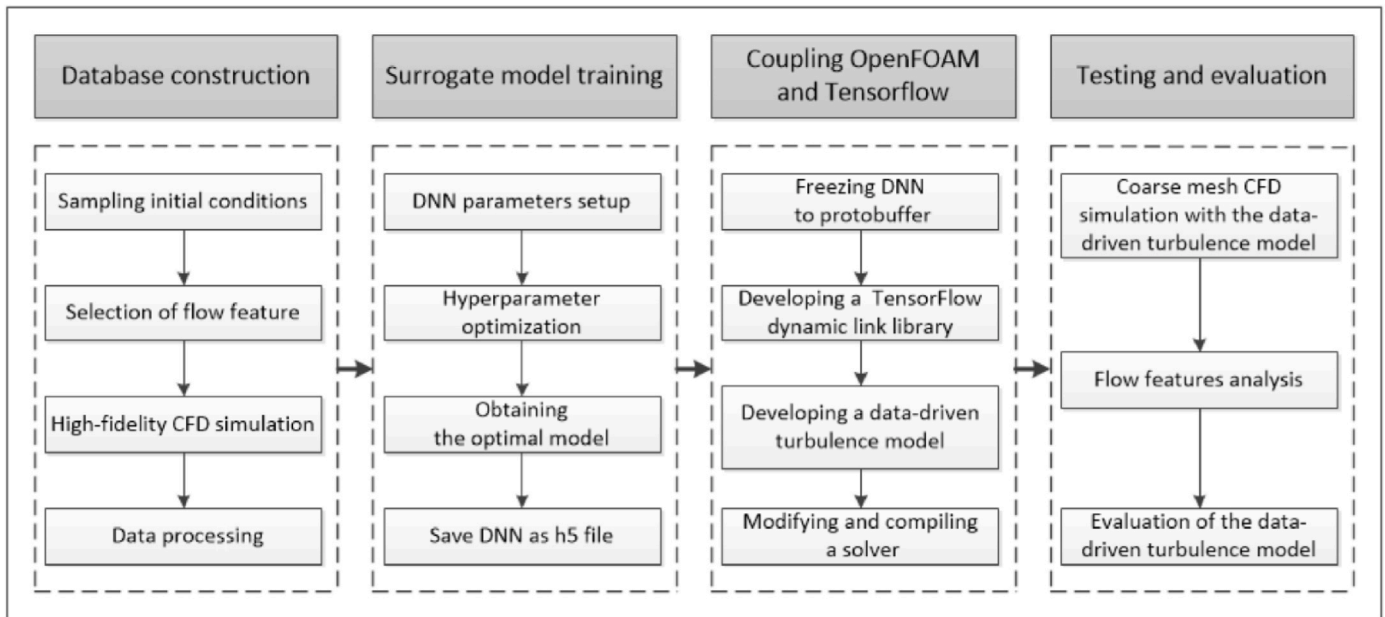 Database construction
Sampling initial conditions
Selection of flow feature
High-fidelity CFD simulation
Data processing
Surrogate model training
DNN parameters setup
Hyperparameter
optimization
Obtaining
the optimal model
Save DNN as h5 file
Coupling OpenFOAM
and Tensorflow
Freezing DNN
to protobuffer
Developing a TensorFlow
dynamic link library
Developing a data-driven
turbulence model
Modifying and compiling
a solver
Testing and evaluation
Coarse mesh CFD
simulation with the data-
driven turbulence model
Flow features analysis
Evaluation of the data-
driven turbulence model